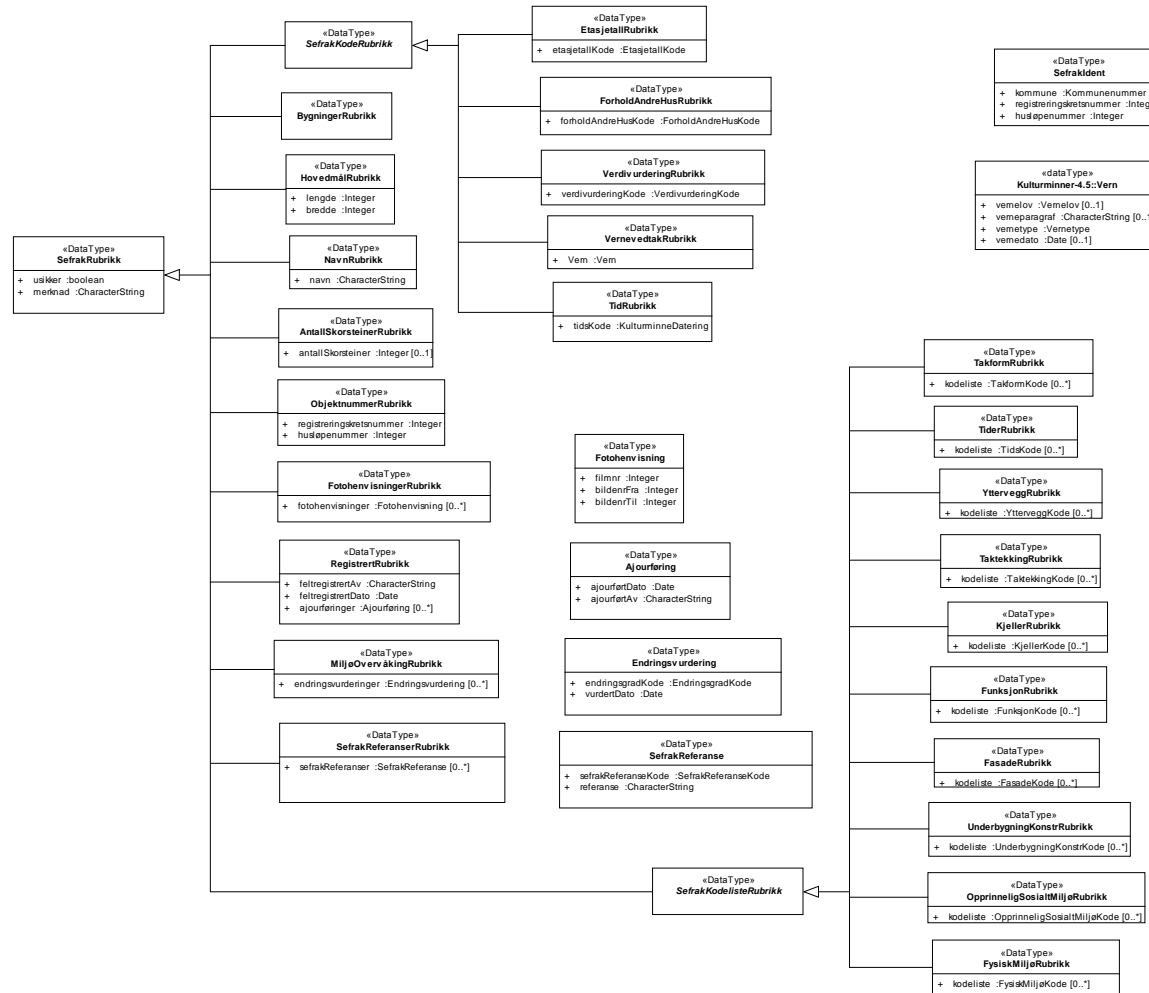 «DataType»
SefrakRubrikk
+ usikker :boolean
+ merknad :CharacterString
«DataType»
SefrakKodeRubrikk
«DataType»
BygningerRubrikk
«DataType»
HovedmålRubrikk
+ lengde :Integer
+ bredde :Integer
«DataType»
NavnRubrikk
+ navn :CharacterString
«DataType»
AntallSkorsteinerRubrikk
+ antallSkorsteiner :Integer [0..1]
«DataType»
ObjektnummerRubrikk
+ registreringskretsnummer :Integer
+ husløpenummer :Integer
«DataType»
FotohenvisningerRubrikk
+ fotohenvisninger :Fotohenvisning [0..*]
«DataType»
RegistrertRubrikk
+ feltregistrertAv :CharacterString
+ feltregistrertDato :Date
+ ajourføringer :Ajourføring [0..*]
«DataType»
MiljøOvervåkingRubrikk
+ endringsvurderinger :Endringsvurdering [0..*]
«DataType»
SefrakReferanserRubrikk
+ sefrakReferanser :SefrakReferanse [0..*]
«DataType»
EtasjetallRubrikk
+ etasjetallKode :EtasjetallKode
«DataType»
ForholdAndreHusRubrikk
+ forholdAndreHusKode :ForholdAndreHusKode
«DataType»
VerdivurderingRubrikk
+ verdivurderingKode :VerdivurderingKode
«DataType»
VernevedtakRubrikk
+ Vern :Vern
«DataType»
TidRubrikk
+ tidsKode :KulturminneDatering
«DataType»
Fotohenvisning
+ filmnr :Integer
+ bildenrFra :Integer
+ bildenrTil :Integer
«DataType»
Ajourføring
+ ajourførtDato :Date
+ ajourførtAv :CharacterString
«DataType»
Endringsvurdering
+ endringsgradKode :EndringsgradKode
+ vurdertDato :Date
«DataType»
SefrakReferanse
+ sefrakReferanseKode :SefrakReferanseKode
+ referanse :CharacterString
«DataType»
SefrakKodelisteRubrikk
«DataType»
SefrakIdent
+ kommune :Kommunenummer
+ registreringskretsnummer :Integ
+ husløpenummer :Integer
«dataType»
Kulturminner-4.5::Vern
+ vernelov :Vernelov [0..1]
+ verneparagraf :CharacterString [0..
+ vernetype :Vernetype
+ vernedato :Date [0..1]
«DataType»
TakformRubrikk
+ kodeliste :TakformKode [0..*]
«DataType»
TiderRubrikk
+ kodeliste :TidsKode [0..*]
«DataType»
YtterveggRubrikk
+ kodeliste :YtterveggKode [0..*]
«DataType»
TaktekkingRubrikk
+ kodeliste :TaktekkingKode [0..*]
«DataType»
KjellerRubrikk
+ kodeliste :KjellerKode [0..*]
«DataType»
FunksjonRubrikk
+ kodeliste :FunksjonKode [0..*]
«DataType»
FasadeRubrikk
+ kodeliste :FasadeKode [0..*]
«DataType»
UnderbygningKonstrRubrikk
+ kodeliste :UnderbygningKonstrKode [0..*]
«DataType»
OpprinneligSosialtMiljøRubrikk
+ kodeliste :OpprinneligSosialtMiljøKode [0..*]
«DataType»
FysiskMiljøRubrikk
+ kodeliste :FysiskMiljøKode [0..*]